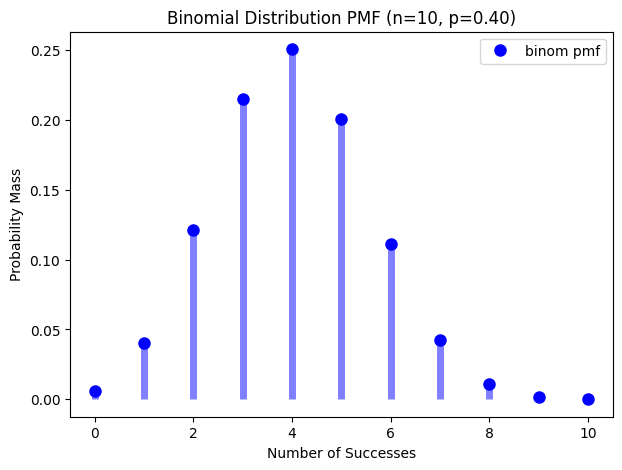 Binomial Distribution PMF (n=10, p=0.40)
binom pmf
0.25
0.20
0.15
0.10
0.05
0.00
Probability Mass
0 2 4 6 8 10
Number of Successes